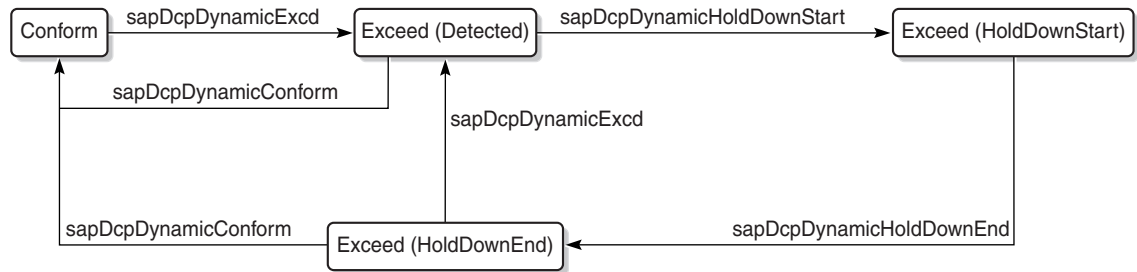 Conform
sapDcpDynamicExcd
Exceed (Detected)
sapDcpDynamicHoldDownStart
Exceed (HoldDownStart)
sapDcpDynamicConform
sapDcpDynamicExcd
sapDcpDynamicConform
Exceed (HoldDownEnd)
sapDcpDynamicHoldDownEnd